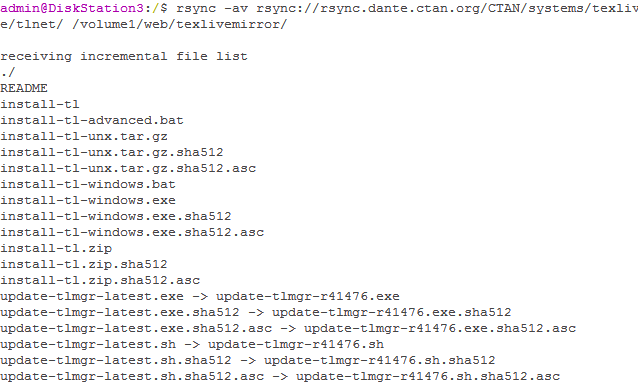 admin@DiskStation3:/$ rsync -av rsync://rsync.dante.ctan.org/CTAN/systems/texliv
e/tlnet/ /volume1/web/texlivemirror/
receiving incremental file list
./
README
install-tl
install-tl-advanced.bat
install-tl-unx.tar.gz
install-tl-unx.tar.gz.sha512
install-tl-unx.tar.gz.sha512.asc
install-tl-windows.bat
install-tl-windows.exe
install-tl-windows.exe.sha512
install-tl-windows.exe.sha512.asc
install-tl.zip
install-tl.zip.sha512
install-tl.zip.sha512.asc
update-tlmgr-latest.exe -> update-tlmgr-r41476.exe
update-tlmgr-latest.exe.sha512 -> update-tlmgr-r41476.exe.sha512
update-tlmgr-latest.exe.sha512.asc -> update-tlmgr-r41476.exe.sha512.asc
update-tlmgr-latest.sh -> update-tlmgr-r41476.sh
update-tlmgr-latest.sh.sha512 -> update-tlmgr-r41476.sh.sha512
update-tlmgr-latest.sh.sha512.asc -> update-tlmgr-r41476.sh.sha512.asc